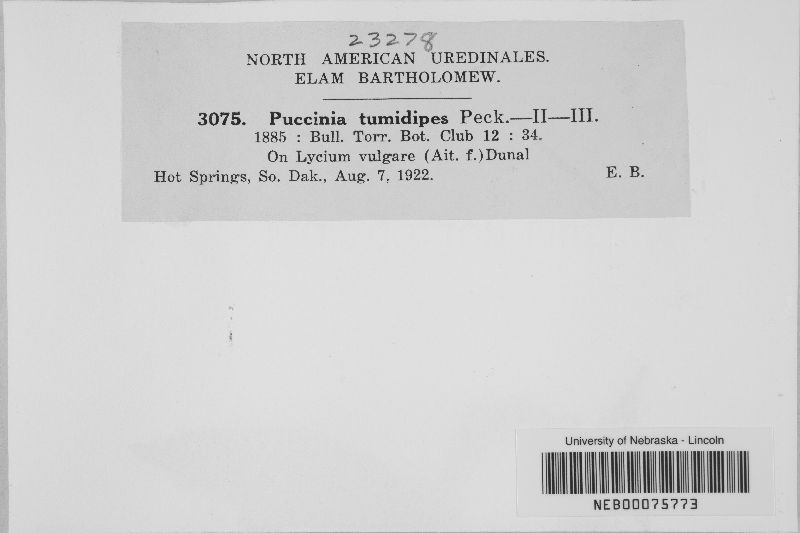 23278
NORTH AMERICAN UREDINALES.
ELAM BARTHOLOMEW.
3075. Puccinia tumidipes Peck.—II—III.
1885 : Bull. Torr. Bot. Club 12 : 34.
On Lycium vulgare (Ait. f.)Dunal
Hot Springs, So. Dak., Aug. 7, 1922. E. B.
University of Nebraska - Lincoln
NEB00075773